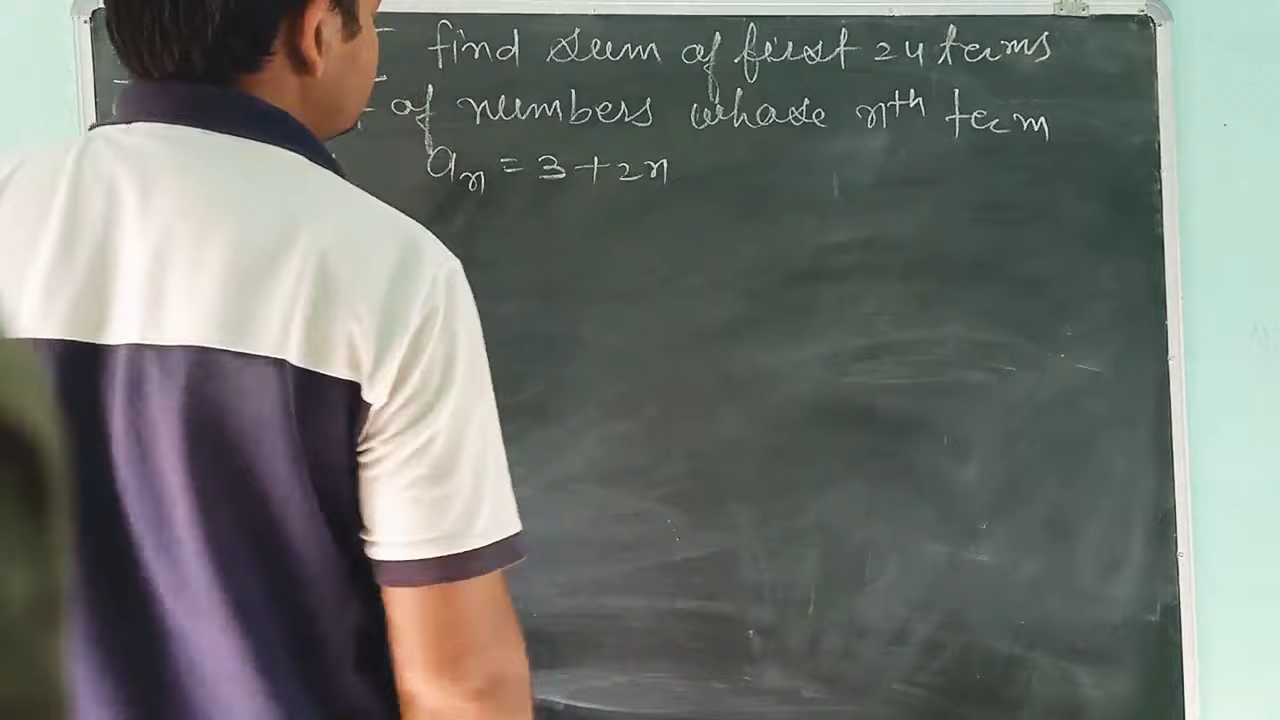 find sum of first 24 terms
of numbers whose nth term
an = 3 + 2n